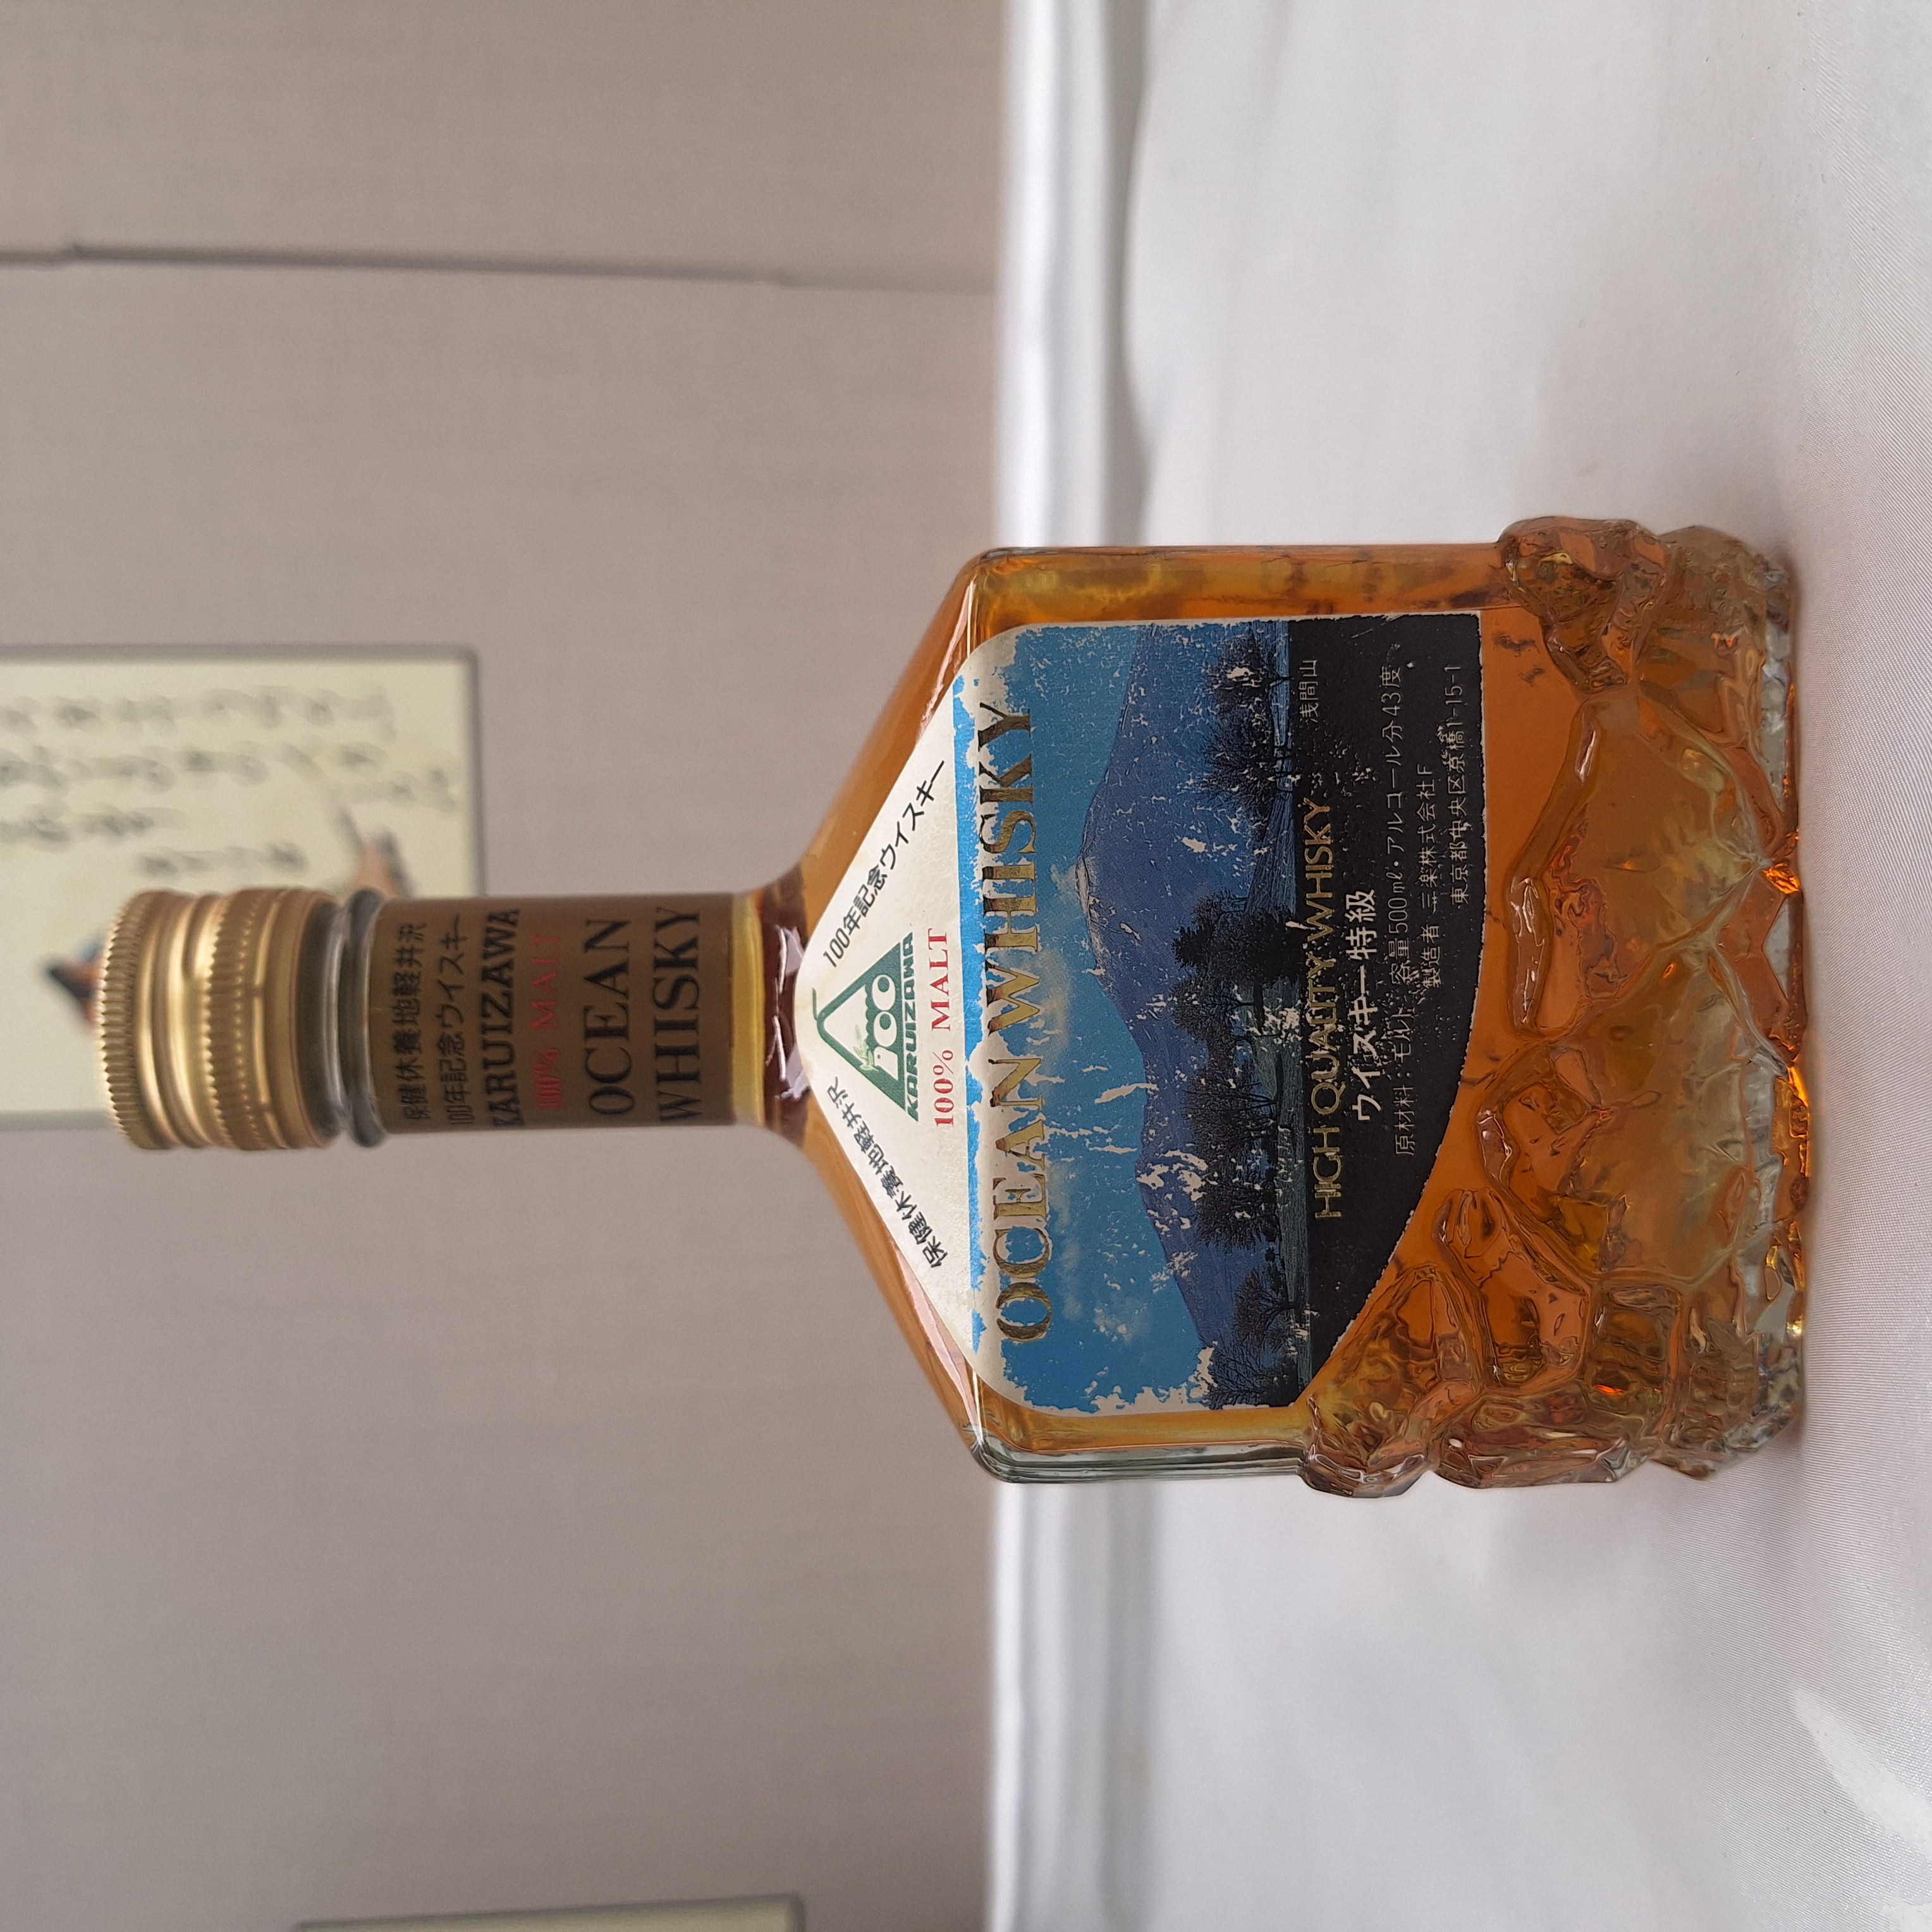 保健休養地軽井沢
100年記念ウイスキー
KARUIZAWA
100% MALT
OCEAN
WHISKY
保健休養地軽井沢 100年記念ウイスキー
100
KARUIZAWA
100% MALT
OCEAN WHISKY
浅間山
HIGH QUALITY WHISKY
ウイスキー特級
原材料:モルト・容量500ml・アルコール分43度
製造者 三楽株式会社F
東京都中央区京橋1-15-1